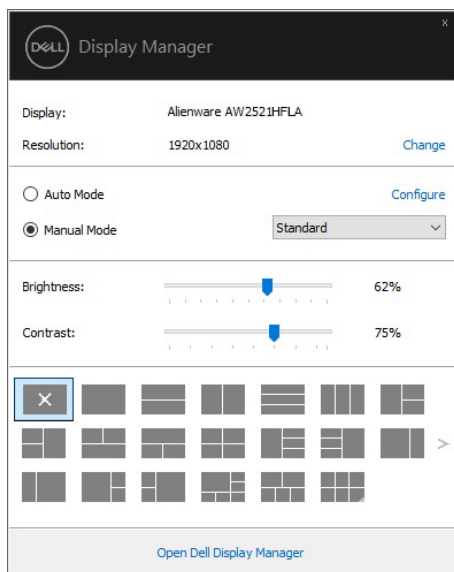 x
DELL Display Manager
Display: Alienware AW2521HFLA
Resolution: 1920x1080 Change
Auto Mode Configure
Manual Mode Standard
Brightness: 62%
Contrast: 75%
Open Dell Display Manager